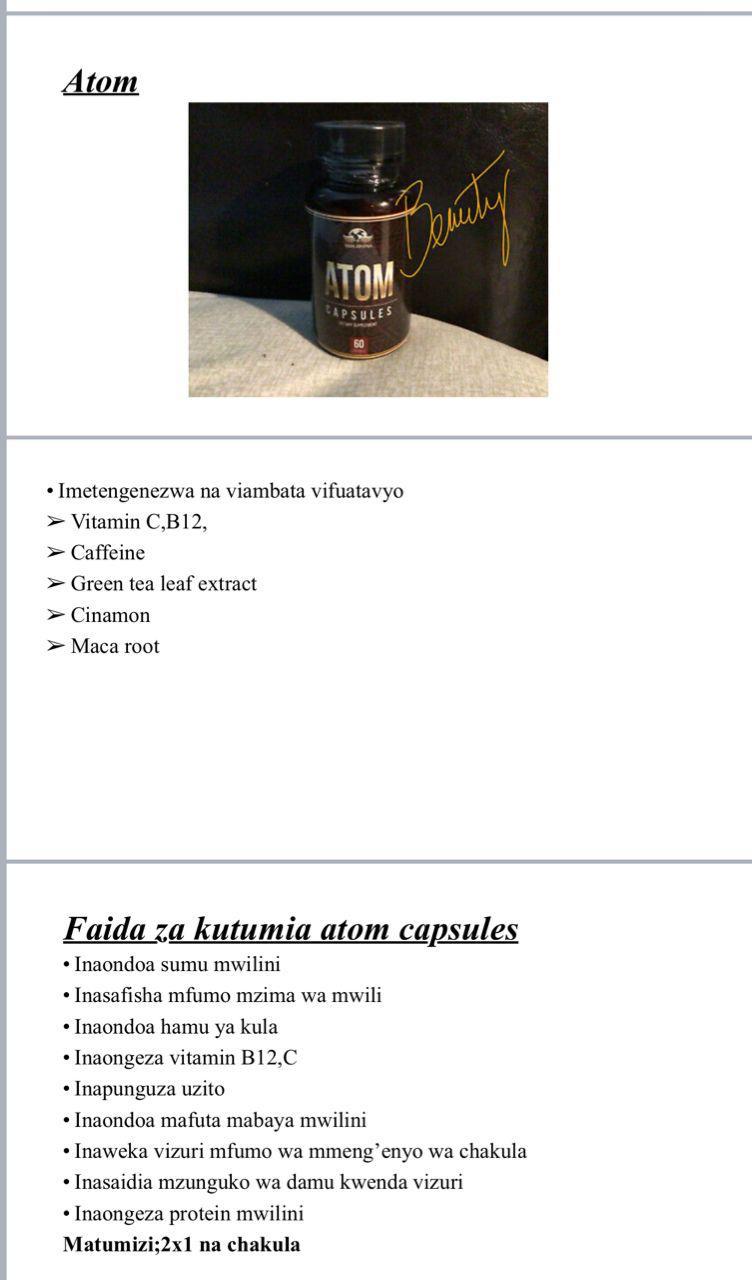 Atom
Beauty
ATOM
CAPSULES
DIETARY SUPPLEMENT
60
• Imetengenezwa na viambata vifuatavyo
➢ Vitamin C,B12,
➢ Caffeine
➢ Green tea leaf extract
➢ Cinamon
➢ Maca root
Faida za kutumia atom capsules
• Inaondoa sumu mwilini
• Inasafisha mfumo mzima wa mwili
• Inaondoa hamu ya kula
• Inaongeza vitamin B12,C
• Inapunguza uzito
• Inaondoa mafuta mabaya mwilini
• Inaweka vizuri mfumo wa mmeng’enyo wa chakula
• Inasaidia mzunguko wa damu kwenda vizuri
• Inaongeza protein mwilini
Matumizi;2x1 na chakula